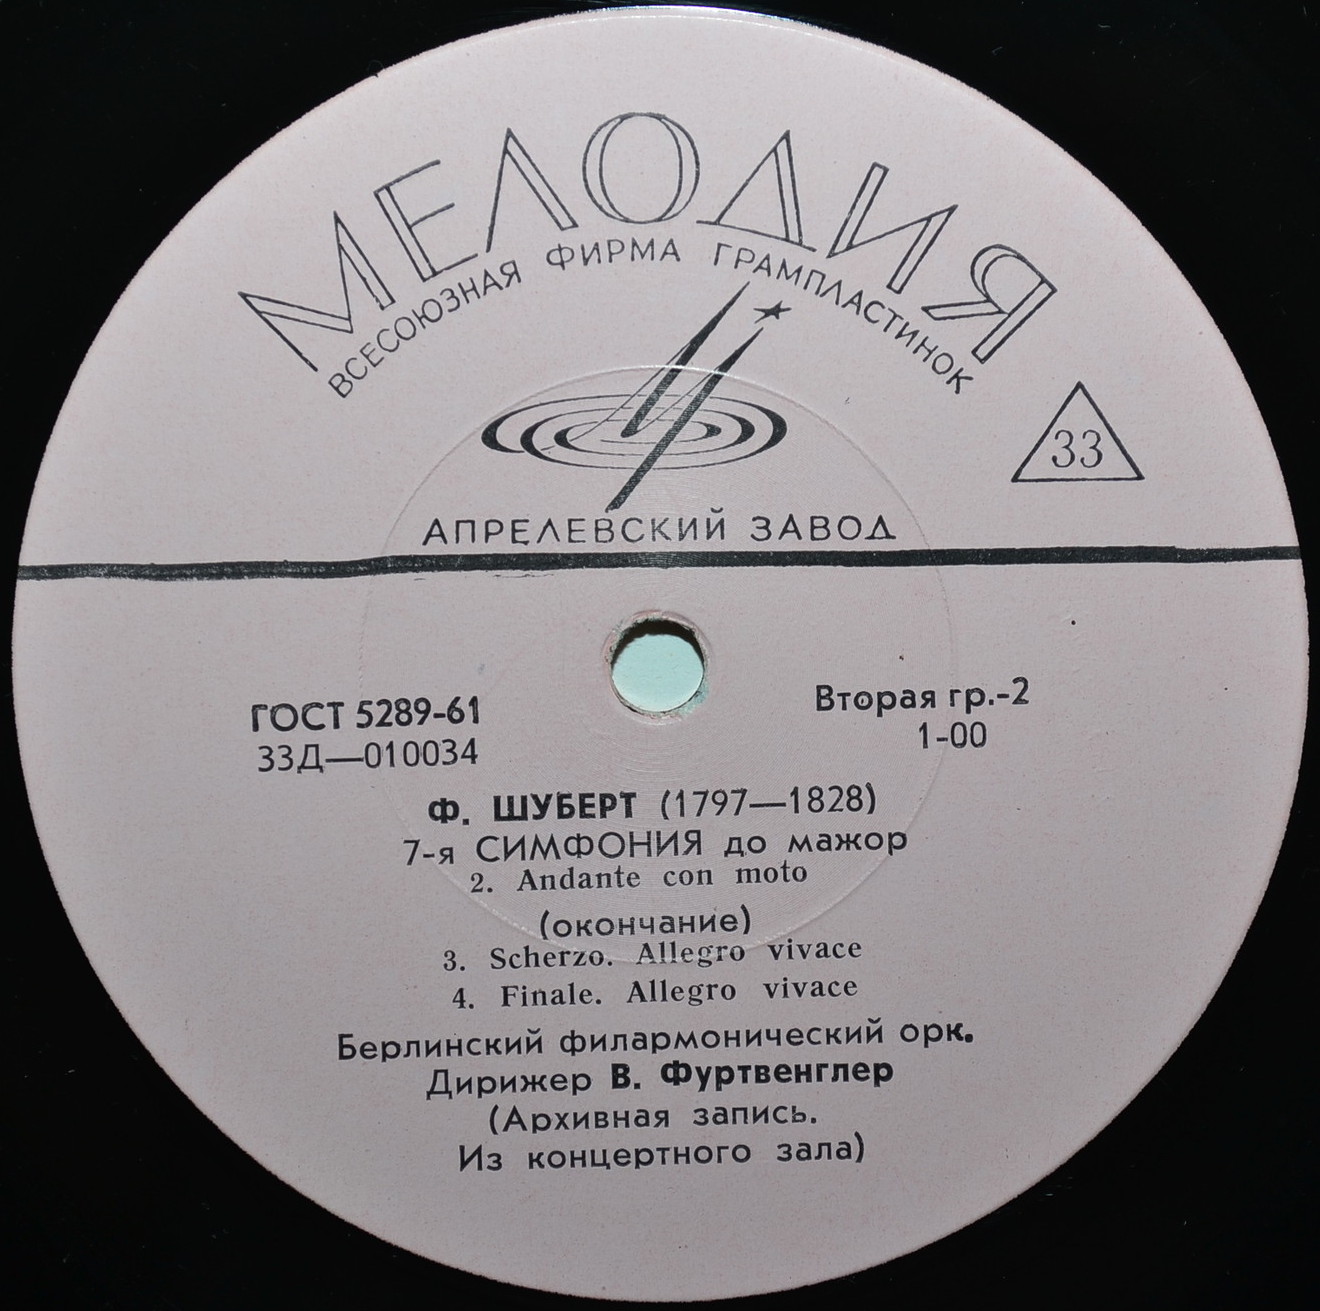 МЕЛОДИЯ
ВСЕСОЮЗНАЯ ФИРМА ГРАМПЛАСТИНОК
33
АПРЕЛЕВСКИЙ ЗАВОД
ГОСТ 5289-61
33Д—010034
Вторая гр.-2
1-00
Ф. ШУБЕРТ (1797—1828)
7-я СИМФОНИЯ до мажор
2. Andante con moto
(окончание)
3. Scherzo. Allegro vivace
4. Finale. Allegro vivace
Берлинский филармонический орк.
Дирижер В. Фуртвенглер
(Архивная запись.
Из концертного зала)